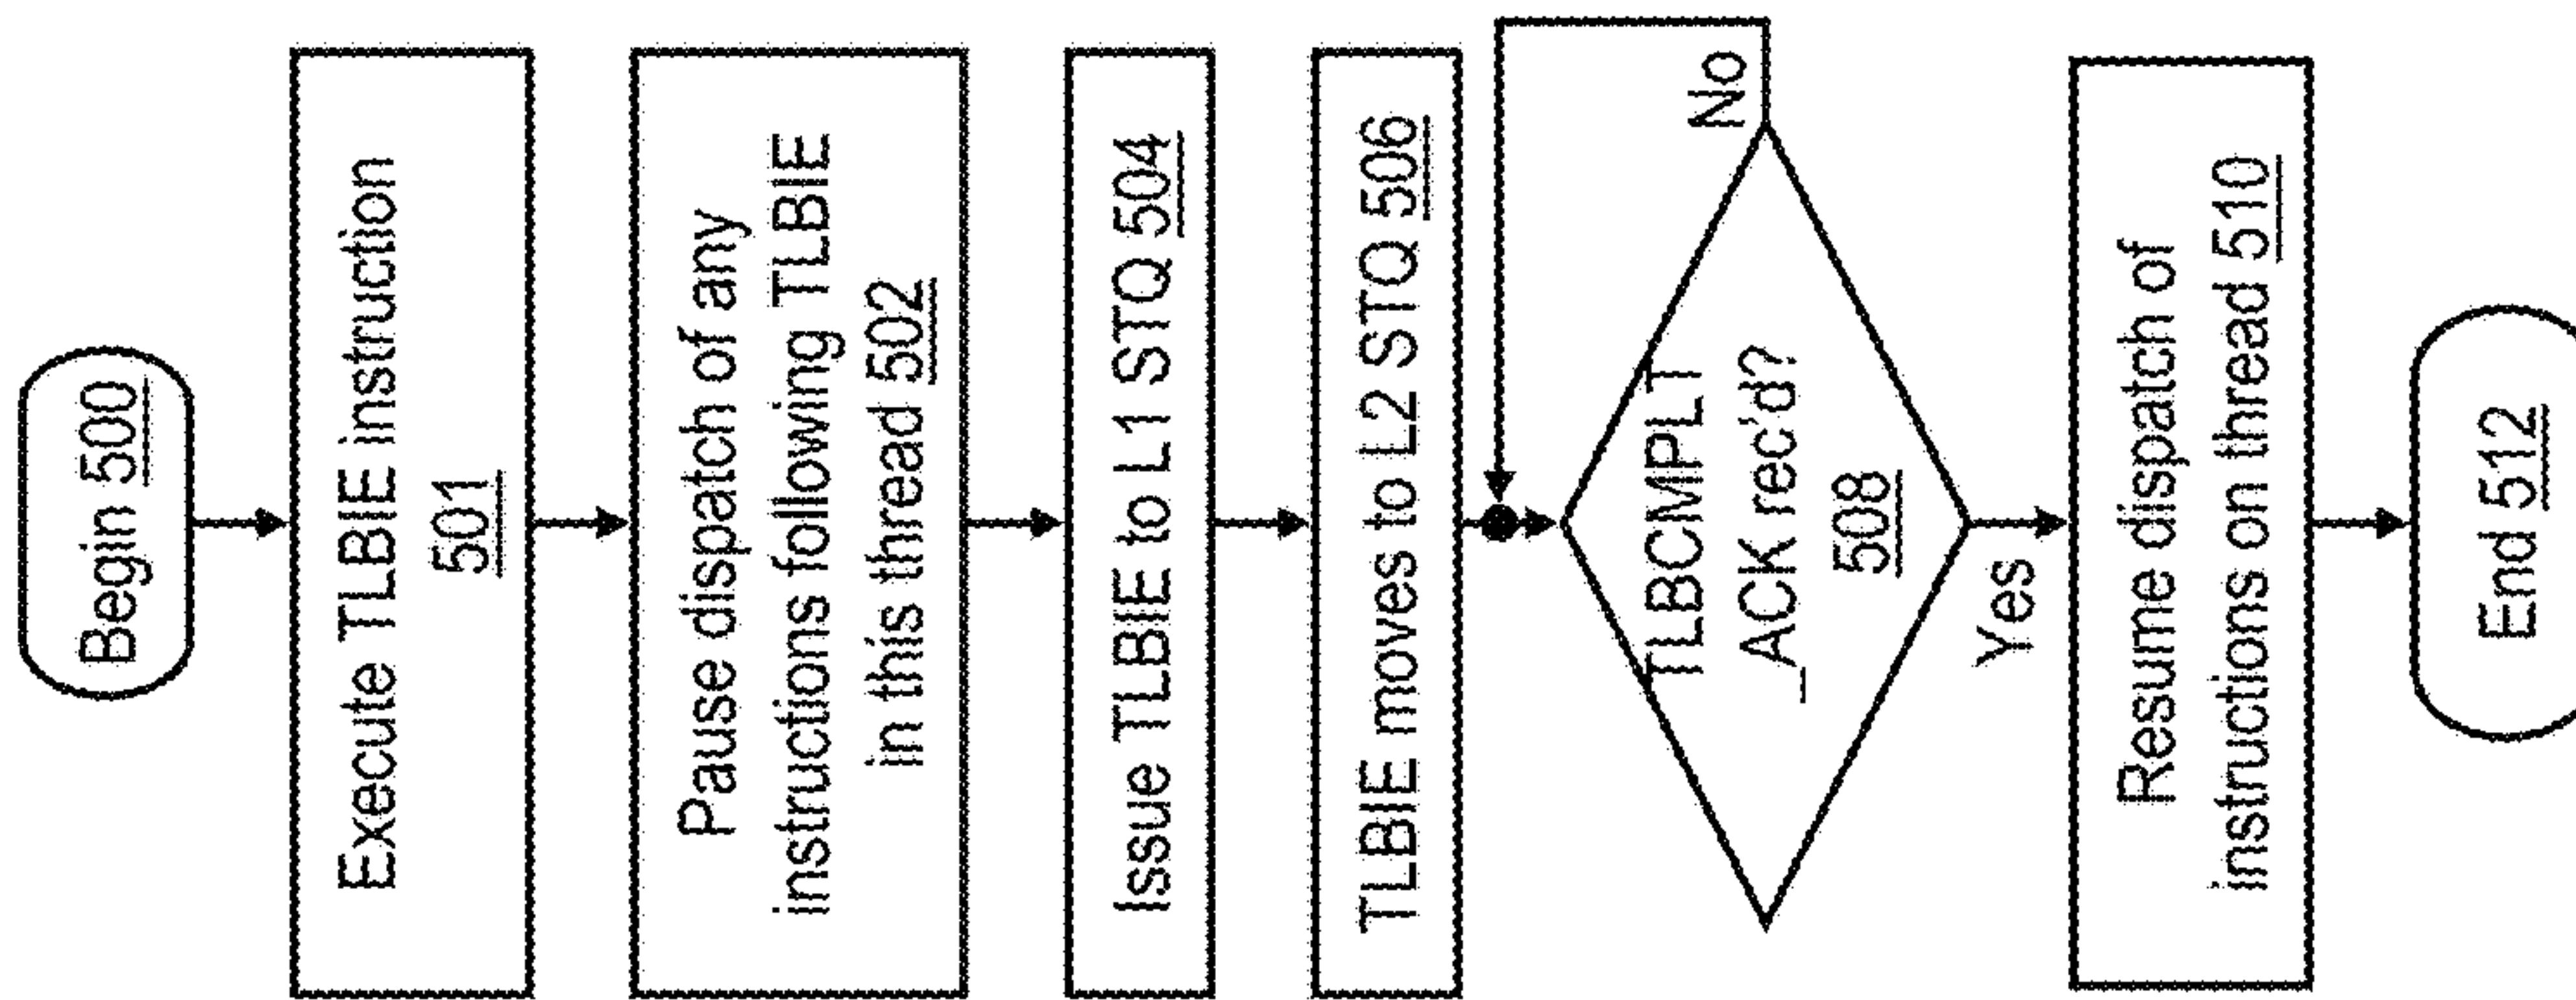 Begin 500
Execute TLBIE instruction
501
Pause dispatch of any
instructions following TLBIE
in this thread 502
Issue TLBIE to L1 STQ 504
TLBIE moves to L2 STQ 506
TLBCMPLT
_ACK rec'd?
508
No
Yes
Resume dispatch of
instructions on thread 510
End 512